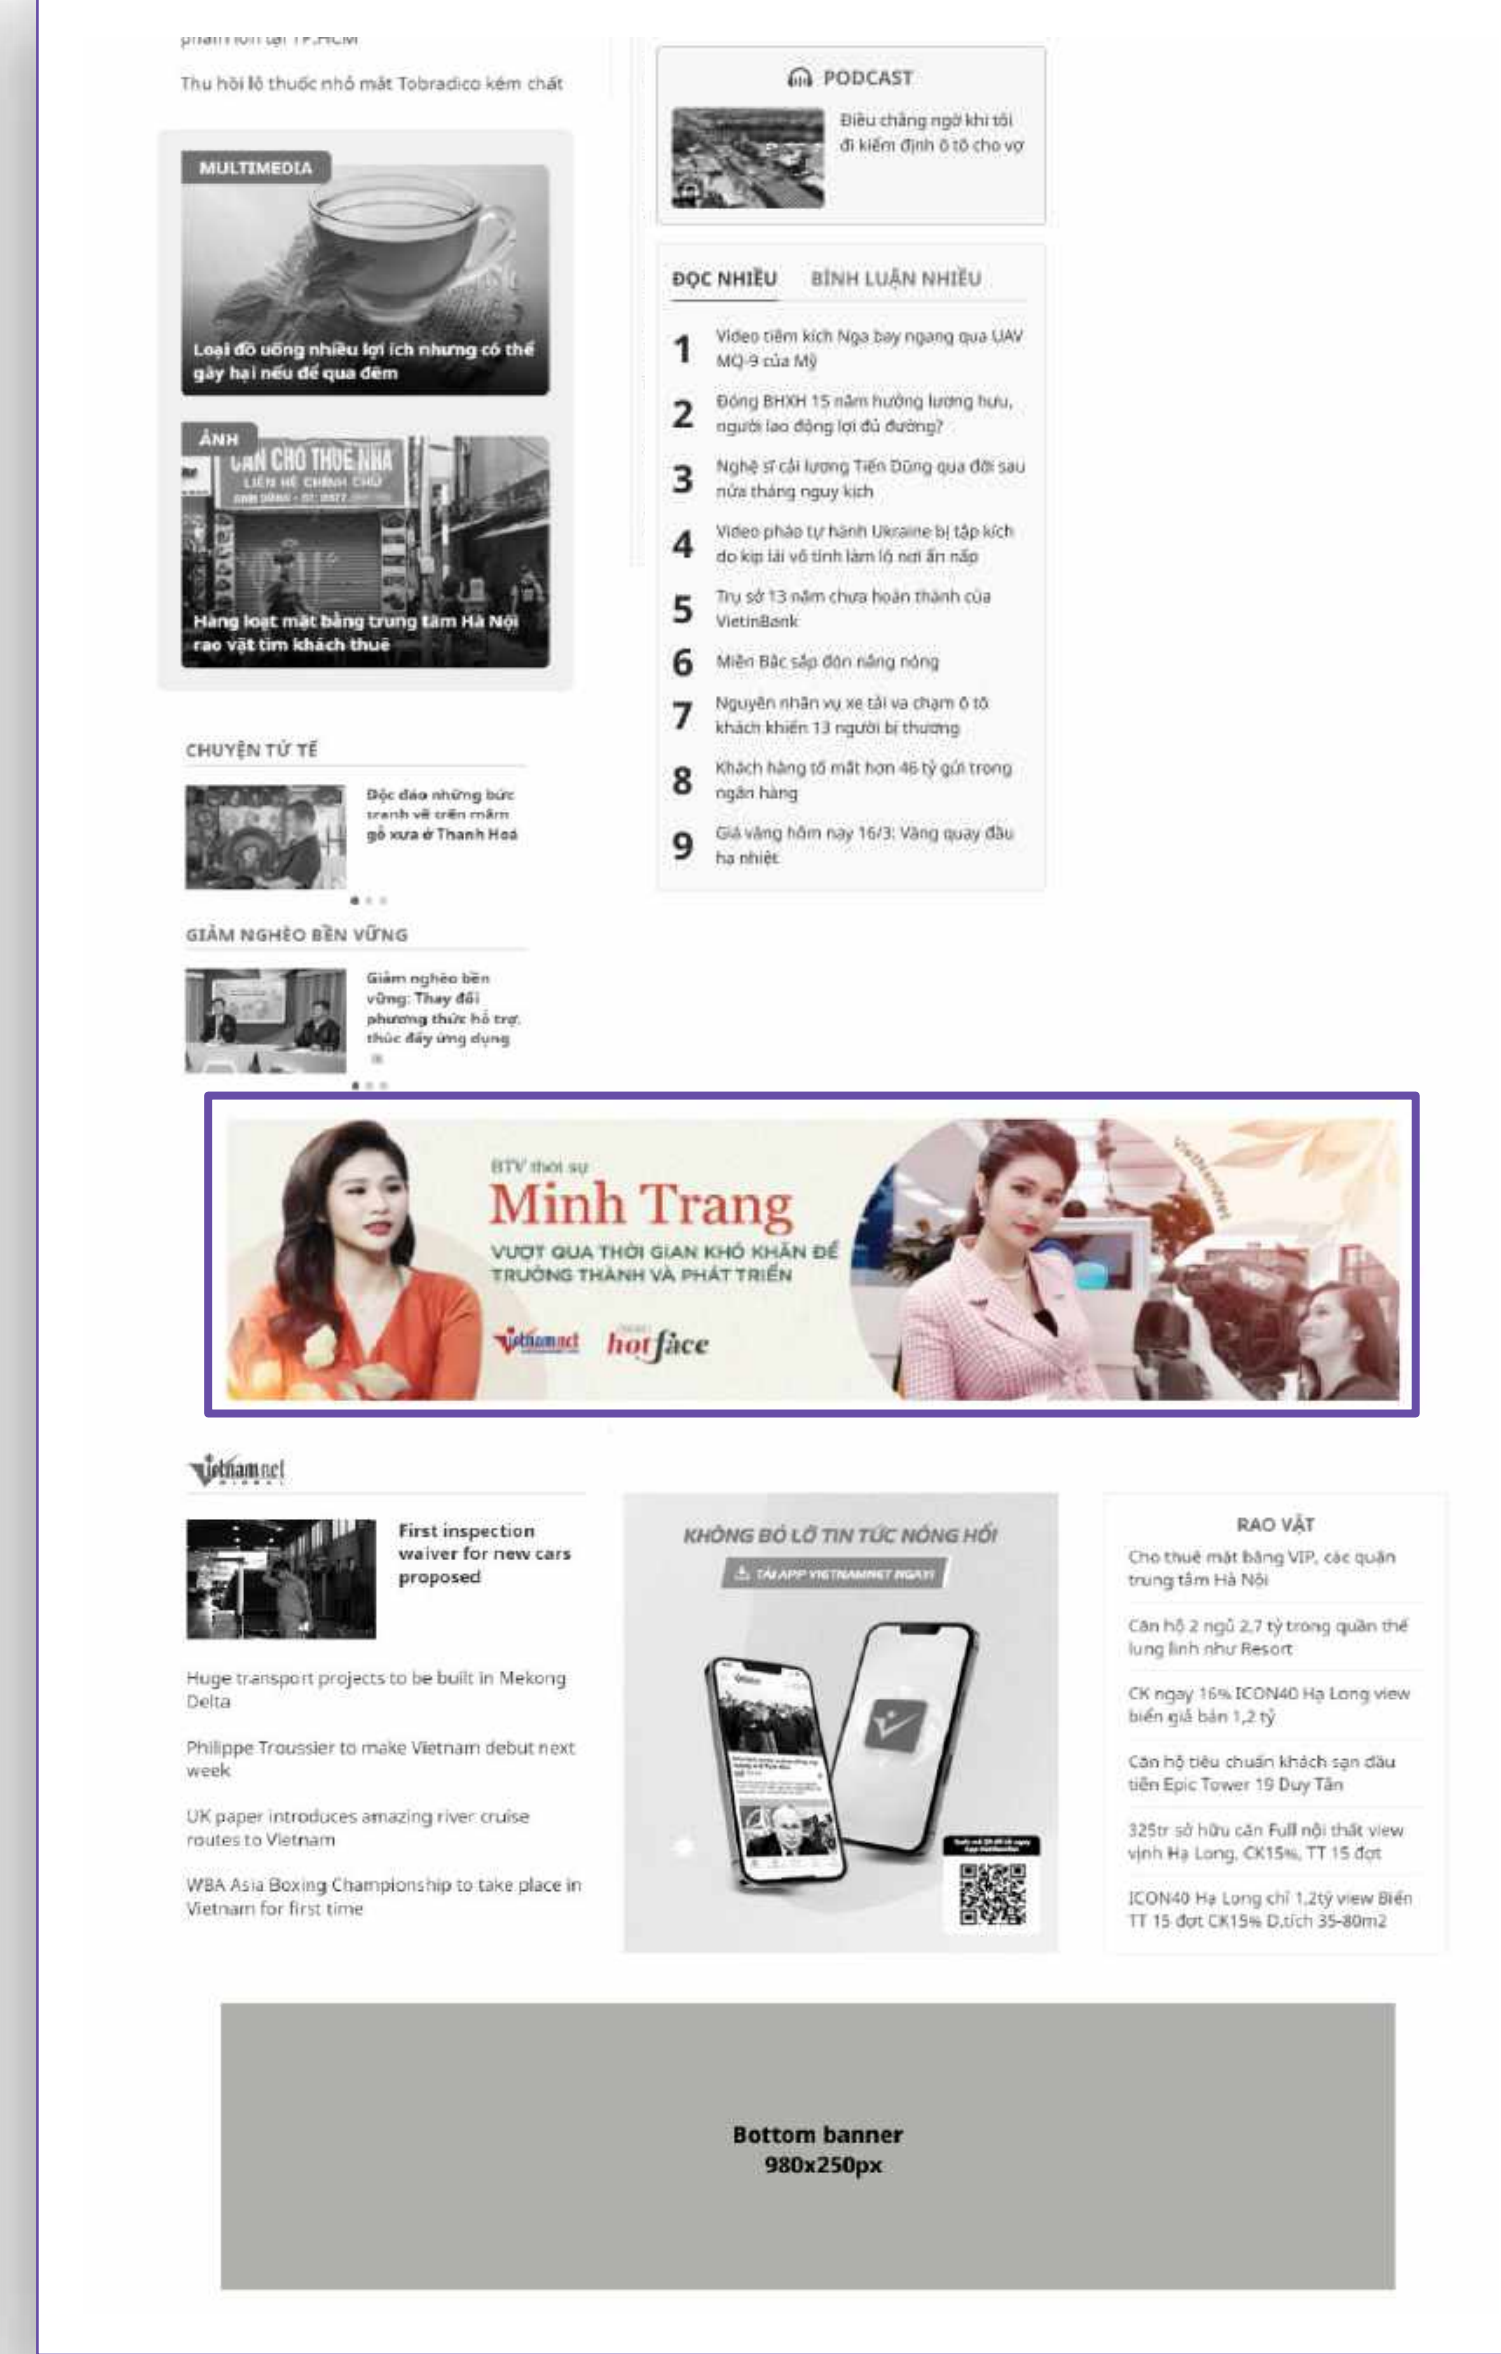 Thu hồi lô thuốc nhỏ mắt Tobradico kém chất
MULTIMEDIA
Loại đồ uống nhiều lợi ích nhưng có thể
gây hại nếu để qua đêm
ẢNH
CẦN CHO THUÊ NHÀ
LIÊN HỆ CHÍNH CHỦ
Hàng loạt mặt bằng trung tâm Hà Nội
rao vặt tìm khách thuê
CHUYỆN TỬ TẾ
Độc đáo những bức
tranh vẽ trên mâm
gỗ xưa ở Thanh Hoá
GIẢM NGHÈO BỀN VỮNG
Giảm nghèo bền
vững: Thay đổi
phương thức hỗ trợ,
thúc đẩy ứng dụng
PODCAST
Điều chẳng ngờ khi tôi
đi kiểm định ô tô cho vợ
ĐỌC NHIỀU
BÌNH LUẬN NHIỀU
1 Video tiêm kích Nga bay ngang qua UAV
MQ-9 của Mỹ
2 Đóng BHXH 15 năm hưởng lương hưu,
người lao động lợi đủ đường?
3 Nghệ sĩ cải lương Tiến Dũng qua đời sau
nửa tháng nguy kịch
4 Video pháo tự hành Ukraine bị tập kích
do kíp lái vô tình làm lộ nơi ẩn nấp
5 Trụ sở 13 năm chưa hoàn thành của
VietinBank
6 Miền Bắc sắp đón nắng nóng
7 Nguyên nhân vụ xe tải va chạm ô tô
khách khiến 13 người bị thương
8 Khách hàng tố mất hơn 46 tỷ gửi trong
ngân hàng
9 Giá vàng hôm nay 16/3: Vàng quay đầu
hạ nhiệt
BTV thời sự
Minh Trang
VƯỢT QUA THỜI GIAN KHÓ KHĂN ĐỂ
TRƯỞNG THÀNH VÀ PHÁT TRIỂN
vietnamnet
hotface
Vietnamnet
vietnamnet
GLOBAL
First inspection
waiver for new cars
proposed
Huge transport projects to be built in Mekong
Delta
Philippe Troussier to make Vietnam debut next
week
UK paper introduces amazing river cruise
routes to Vietnam
WBA Asia Boxing Championship to take place in
Vietnam for first time
KHÔNG BỎ LỠ TIN TỨC NÓNG HỔI
TẢI APP VIETNAMNET NGAY!
RAO VẶT
Cho thuê mặt bằng VIP, các quận
trung tâm Hà Nội
Căn hộ 2 ngủ 2,7 tỷ trong quần thể
lung linh như Resort
CK ngay 16% ICON40 Hạ Long view
biển giá bán 1,2 tỷ
Căn hộ tiêu chuẩn khách sạn đầu
tiên Epic Tower 19 Duy Tân
325tr sở hữu căn Full nội thất view
vịnh Hạ Long, CK15%, TT 15 đợt
ICON40 Hạ Long chỉ 1,2tỷ view Biển
TT 15 đợt CK15% D.tích 35-80m2
Bottom banner
980x250px